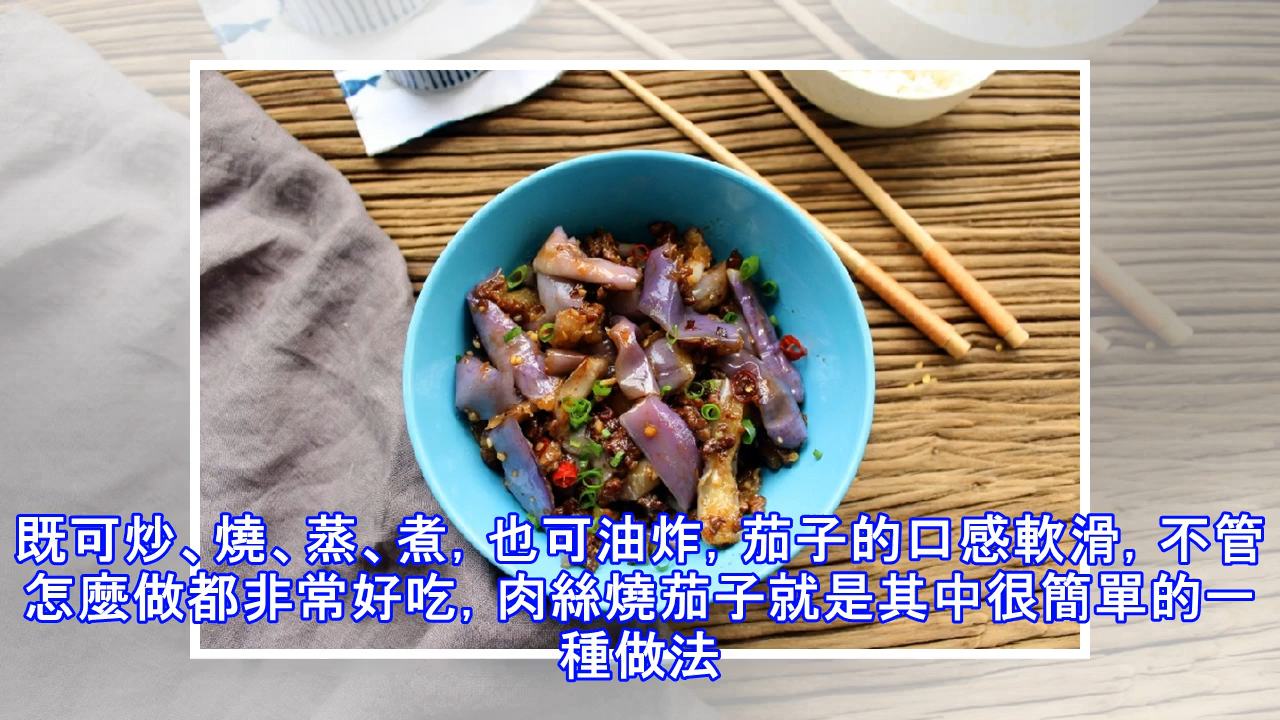 既可炒、燒、蒸、煮, 也可油炸, 茄子的口感軟滑, 不管
怎麼做都非常好吃, 肉絲燒茄子就是其中很簡單的一
種做法